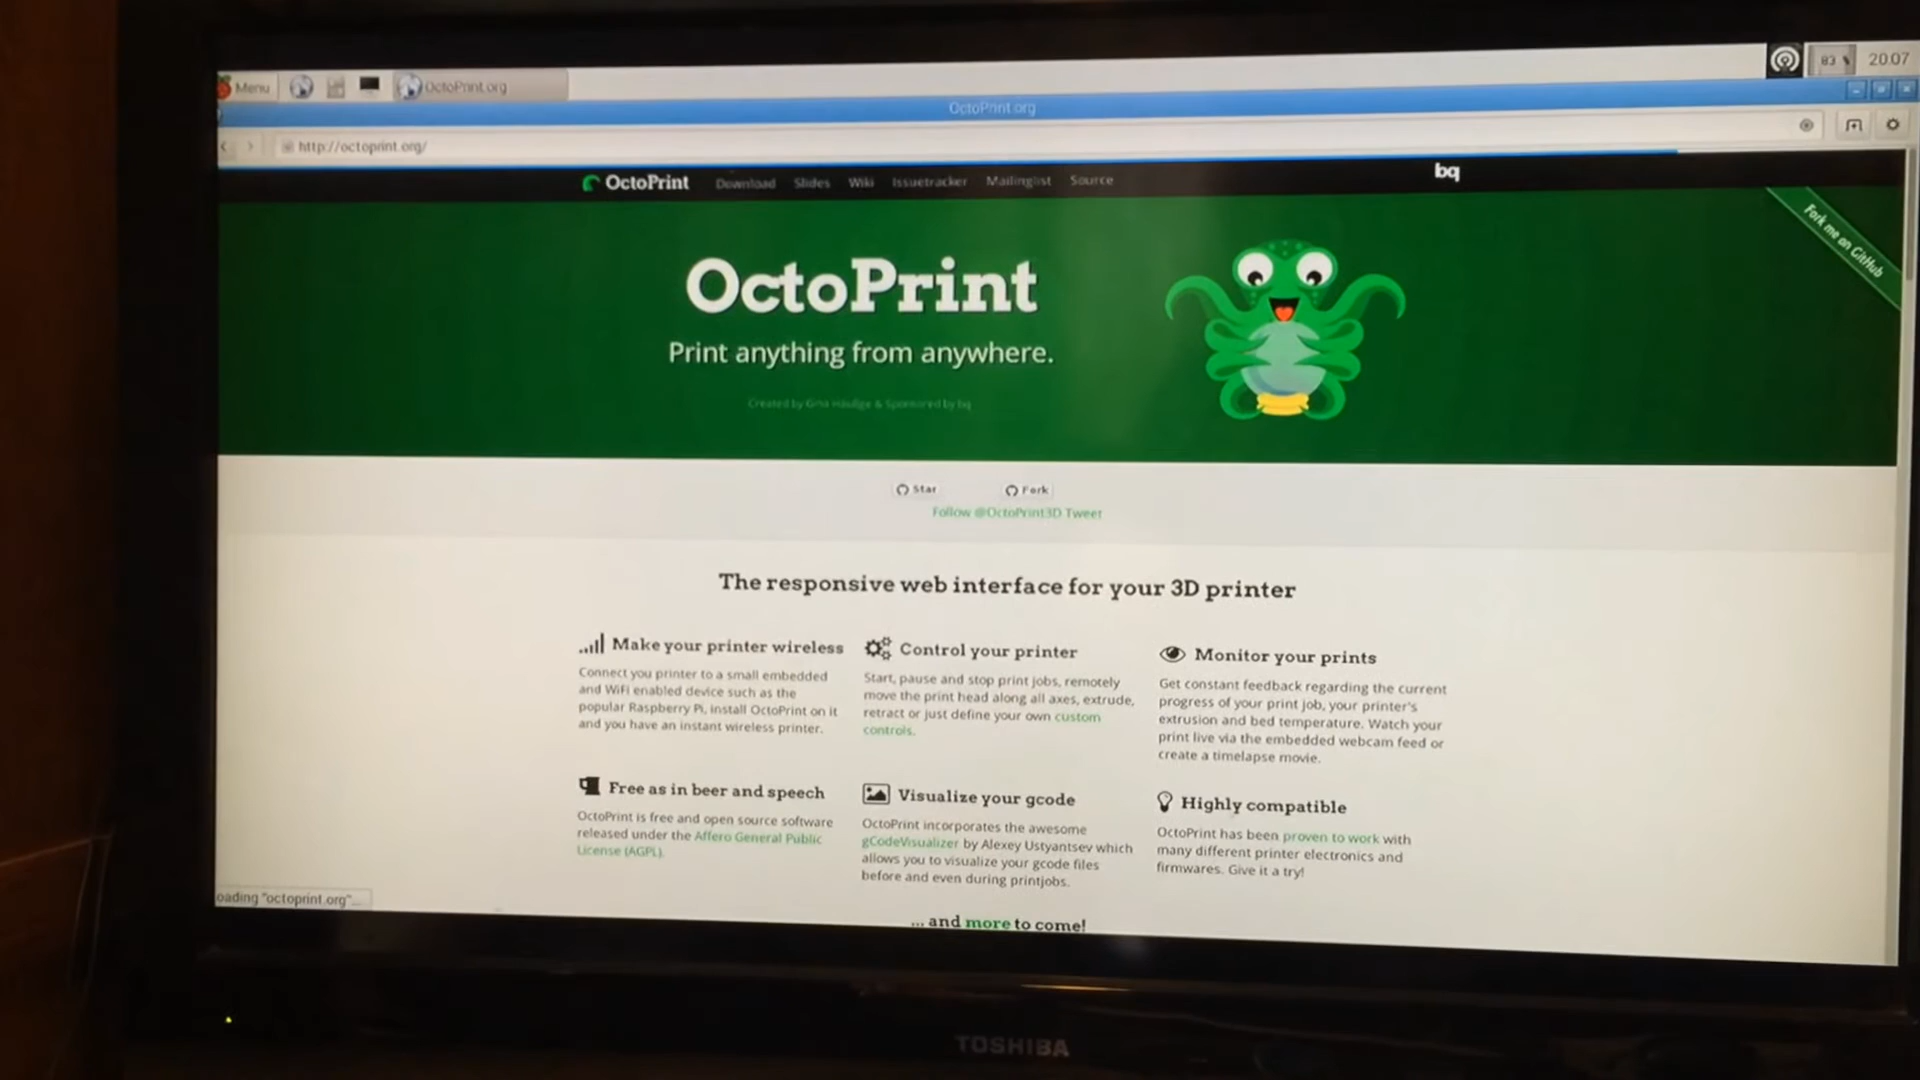 Menu
OctoPrint.org
83
20:07
OctoPrint.org
http://octoprint.org/
OctoPrint Download Slides Wiki Issuetracker Mailinglist Source
bq
Fork me on GitHub
OctoPrint
Print anything from anywhere.
Created by Gina Häußge & Sponsored by bq
Star Fork
Follow @OctoPrint3D Tweet
The responsive web interface for your 3D printer
Make your printer wireless
Connect you printer to a small embedded
and WiFi enabled device such as the
popular Raspberry Pi, install OctoPrint on it
and you have an instant wireless printer.
Control your printer
Start, pause and stop print jobs, remotely
move the print head along all axes, extrude,
retract or just define your own custom
controls.
Monitor your prints
Get constant feedback regarding the current
progress of your print job, your printer's
extrusion and bed temperature. Watch your
print live via the embedded webcam feed or
create a timelapse movie.
Free as in beer and speech
OctoPrint is free and open source software
released under the Affero General Public
License (AGPL).
Visualize your gcode
OctoPrint incorporates the awesome
gCodeVisualizer by Alexey Ustyantsev which
allows you to visualize your gcode files
before and even during printjobs.
Highly compatible
OctoPrint has been proven to work with
many different printer electronics and
firmwares. Give it a try!
... and more to come!
oading "octoprint.org"...
TOSHIBA